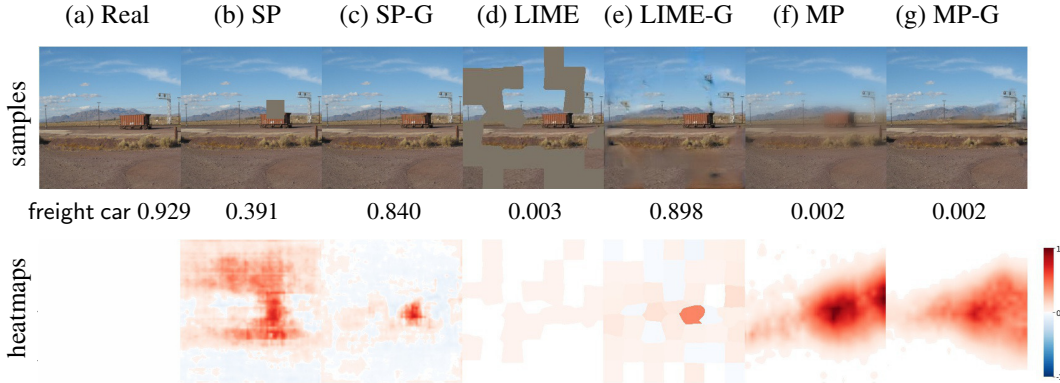 (a) Real (b) SP (c) SP-G (d) LIME (e) LIME-G (f) MP (g) MP-G
samples
freight car 0.929 0.391 0.840 0.003 0.898 0.002 0.002
heatmaps
1
0